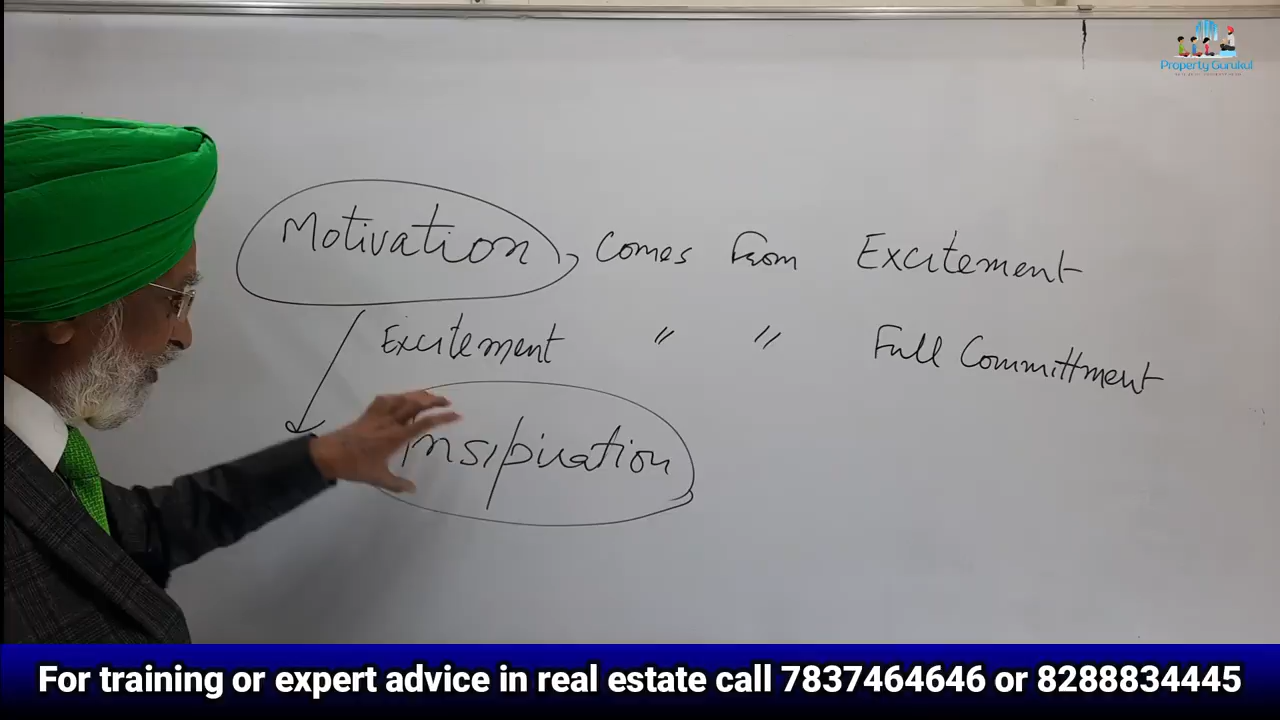 Property Gurukul
Motivation, Comes From Excitement
Excitement " " Full Committment
Inspiration
For training or expert advice in real estate call 7837464646 or 8288834445